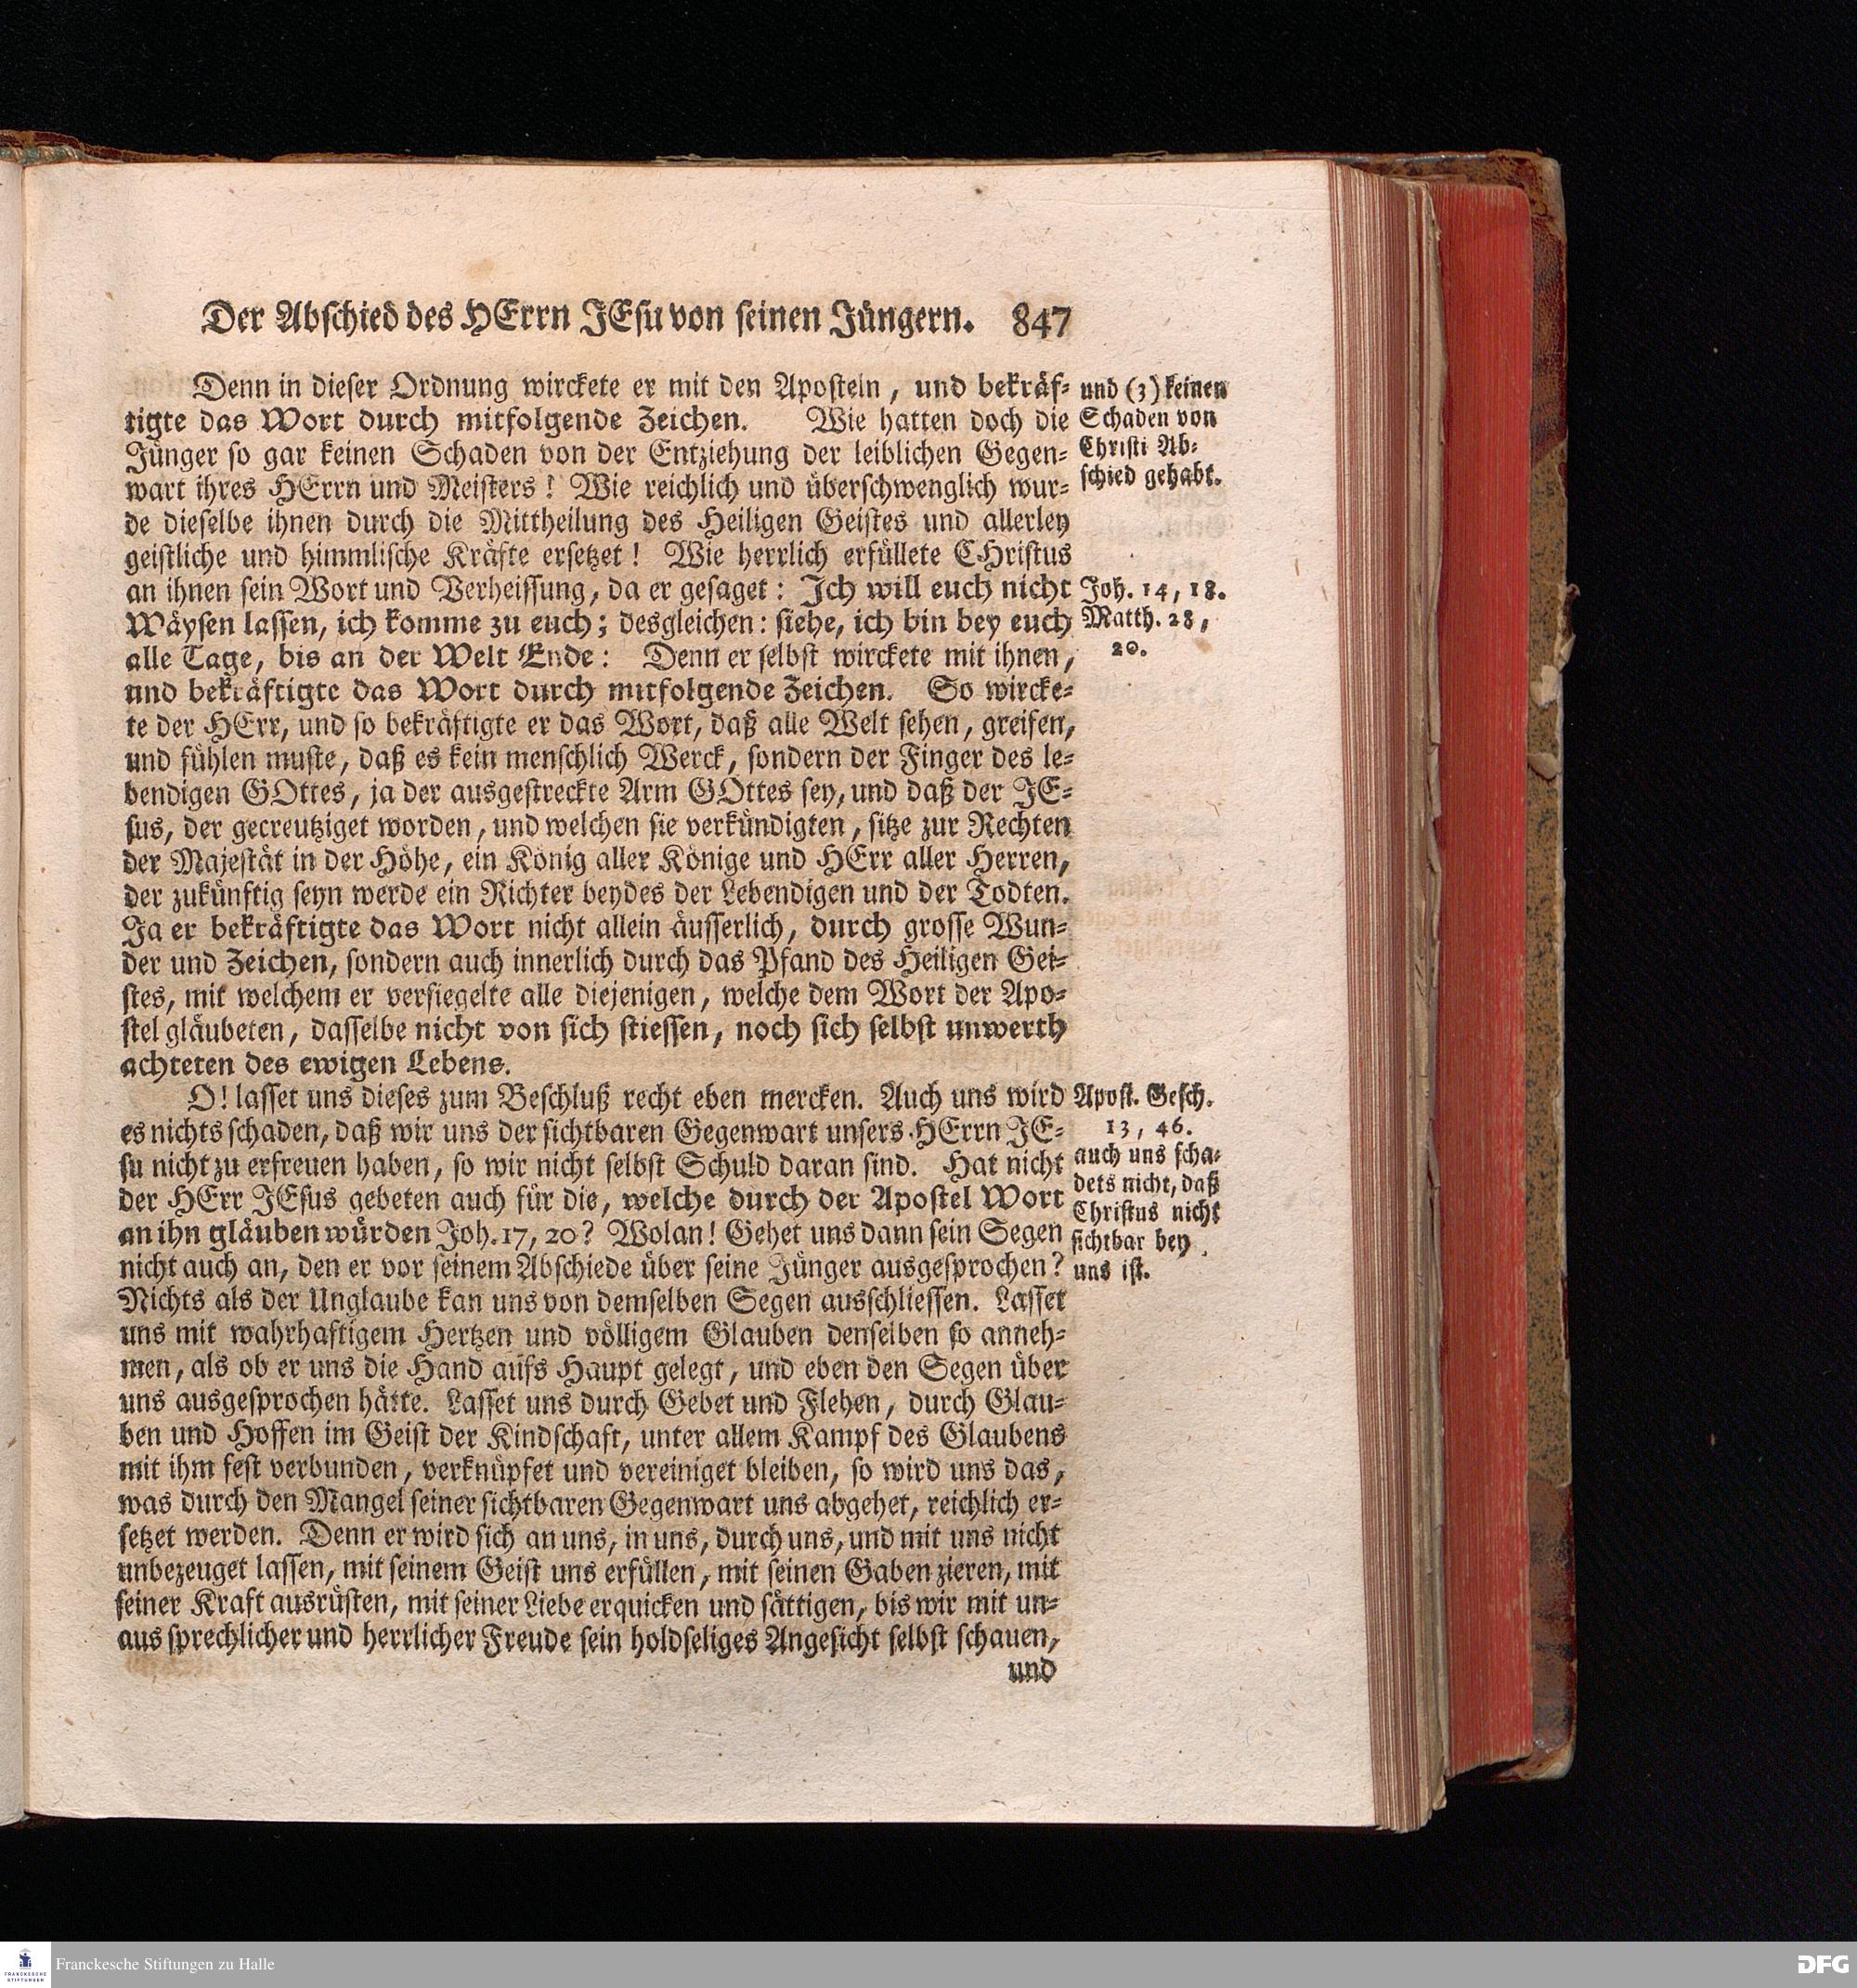 Der Abschied des HErrn JEsu von seinen Jüngern. 847
Denn in dieser Ordnung wirckete er mit den Aposteln, und bekräf-
tigte das Wort durch mitfolgende Zeichen. Wie hatten doch die
Jünger so gar keinen Schaden von der Entziehung der leiblichen Gegen-
wart ihres HErrn und Meisters! Wie reichlich und überschwenglich wur-
de dieselbe ihnen durch die Mittheilung des Heiligen Geistes und allerley
geistliche und himmlische Kräfte ersetzet! Wie herrlich erfüllete CHristus
an ihnen sein Wort und Verheissung, da er gesaget: Ich will euch nicht
Wäysen lassen, ich komme zu euch; desgleichen: siehe, ich bin bey euch
alle Tage, bis an der Welt Ende: Denn er selbst wirckete mit ihnen,
und bekräftigte das Wort durch mitfolgende Zeichen. So wircke-
te der HErr, und so bekräftigte er das Wort, daß alle Welt sehen, greifen,
und fühlen muste, daß es kein menschlich Werck, sondern der Finger des le-
bendigen GOttes, ja der ausgestreckte Arm GOttes sey, und daß der JE-
sus, der gecreutziget worden, und welchen sie verkündigten, sitze zur Rechten
der Majestät in der Höhe, ein König aller Könige und HErr aller Herren,
der zukünftig seyn werde ein Richter beydes der Lebendigen und der Todten.
Ja er bekräftigte das Wort nicht allein äusserlich, durch grosse Wun-
der und Zeichen, sondern auch innerlich durch das Pfand des Heiligen Gei-
stes, mit welchem er versiegelte alle diejenigen, welche dem Wort der Apo-
stel gläubeten, dasselbe nicht von sich stiessen, noch sich selbst unwerth
achteten des ewigen Lebens.
O! lasset uns dieses zum Beschluß recht eben mercken. Auch uns wird
es nichts schaden, daß wir uns der sichtbaren Gegenwart unsers HErrn JE-
su nicht zu erfreuen haben, so wir nicht selbst Schuld daran sind. Hat nicht
der HErr JEsus gebeten auch für die, welche durch der Apostel Wort
an ihn gläuben würden Joh. 17, 20? Wolan! Gehet uns dann sein Segen
nicht auch an, den er vor seinem Abschiede über seine Jünger ausgesprochen?
Nichts als der Unglaube kan uns von demselben Segen ausschliessen. Lasset
uns mit wahrhaftigem Hertzen und völligem Glauben denselben so anneh-
men, als ob er uns die Hand aufs Haupt gelegt, und eben den Segen über
uns ausgesprochen hätte. Lasset uns durch Gebet und Flehen, durch Glau-
ben und Hoffen im Geist der Kindschaft, unter allem Kampf des Glaubens
mit ihm fest verbunden, verknüpfet und vereiniget bleiben, so wird uns das,
was durch den Mangel seiner sichtbaren Gegenwart uns abgehet, reichlich er-
setzet werden. Denn er wird sich an uns, in uns, durch uns, und mit uns nicht
unbezeuget lassen, mit seinem Geist uns erfüllen, mit seinen Gaben zieren, mit
seiner Kraft ausrüsten, mit seiner Liebe erquicken und sättigen, bis wir mit un-
aussprechlicher und herrlicher Freude sein holdseliges Angesicht selbst schauen,
und
und (3) keinen
Schaden von
Christi Ab-
schied gehabt.
Joh. 14, 18.
Matth. 28,
20.
Apost. Gesch.
13, 46.
auch uns scha-
dets nicht, daß
Christus nicht
sichtbar bey
uns ist.
FRANCKESCHE
STIFTUNGEN
Franckesche Stiftungen zu Halle
DFG